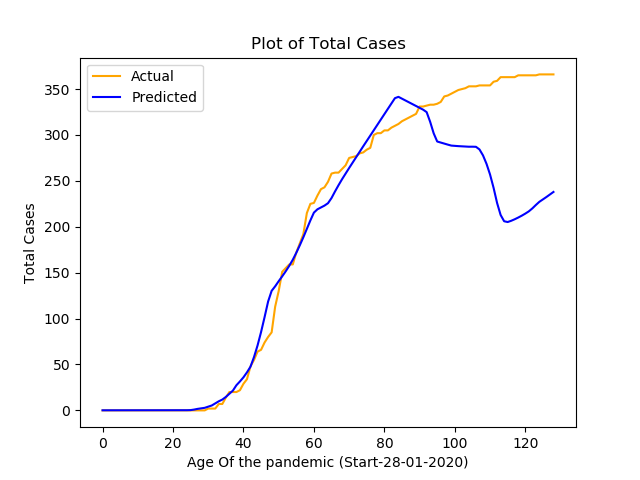 Plot of Total Cases
Actual
Predicted
Total Cases
350
300
250
200
150
100
50
0
0 20 40 60 80 100 120
Age Of the pandemic (Start-28-01-2020)